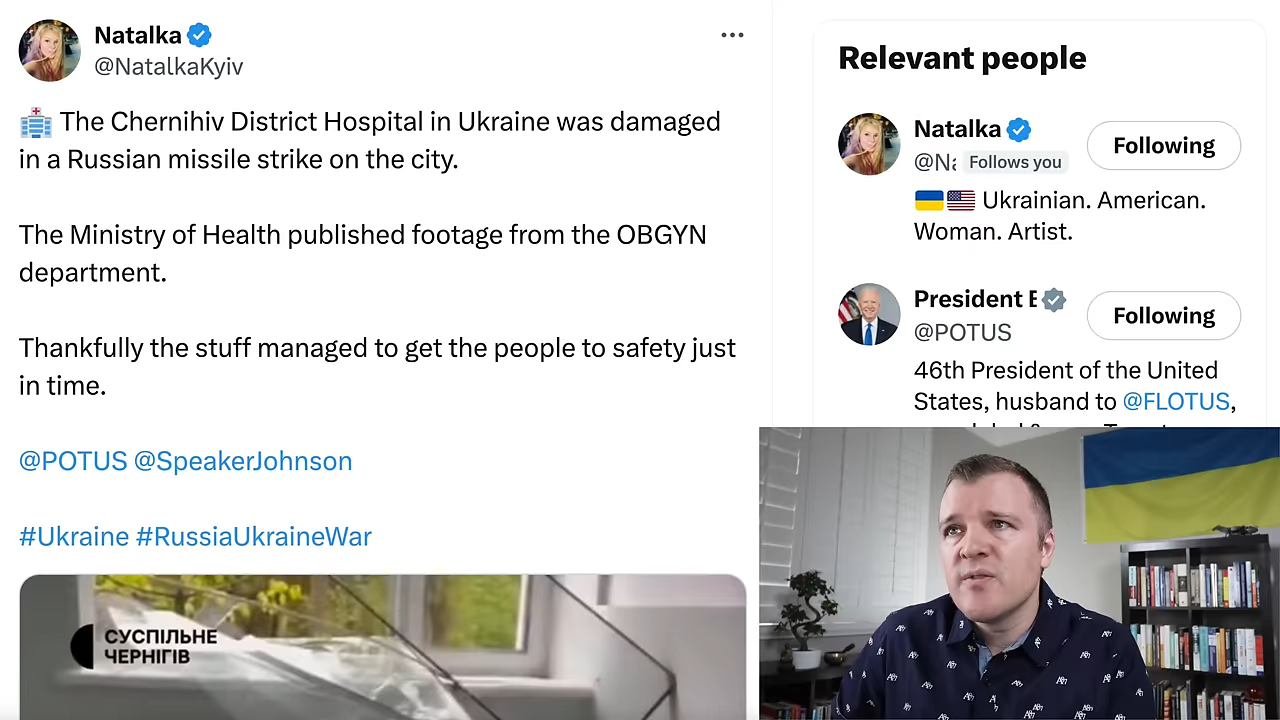 Natalka
@NatalkaKyiv
The Chernihiv District Hospital in Ukraine was damaged
in a Russian missile strike on the city.
The Ministry of Health published footage from the OBGYN
department.
Thankfully the stuff managed to get the people to safety just
in time.
@POTUS @SpeakerJohnson
#Ukraine #RussiaUkraineWar
СУСПІЛЬНЕ
ЧЕРНІГІВ
Relevant people
Natalka
Following
Follows you
Ukrainian. American.
Woman. Artist.
President
Following
@POTUS
46th President of the United
States, husband to @FLOTUS,